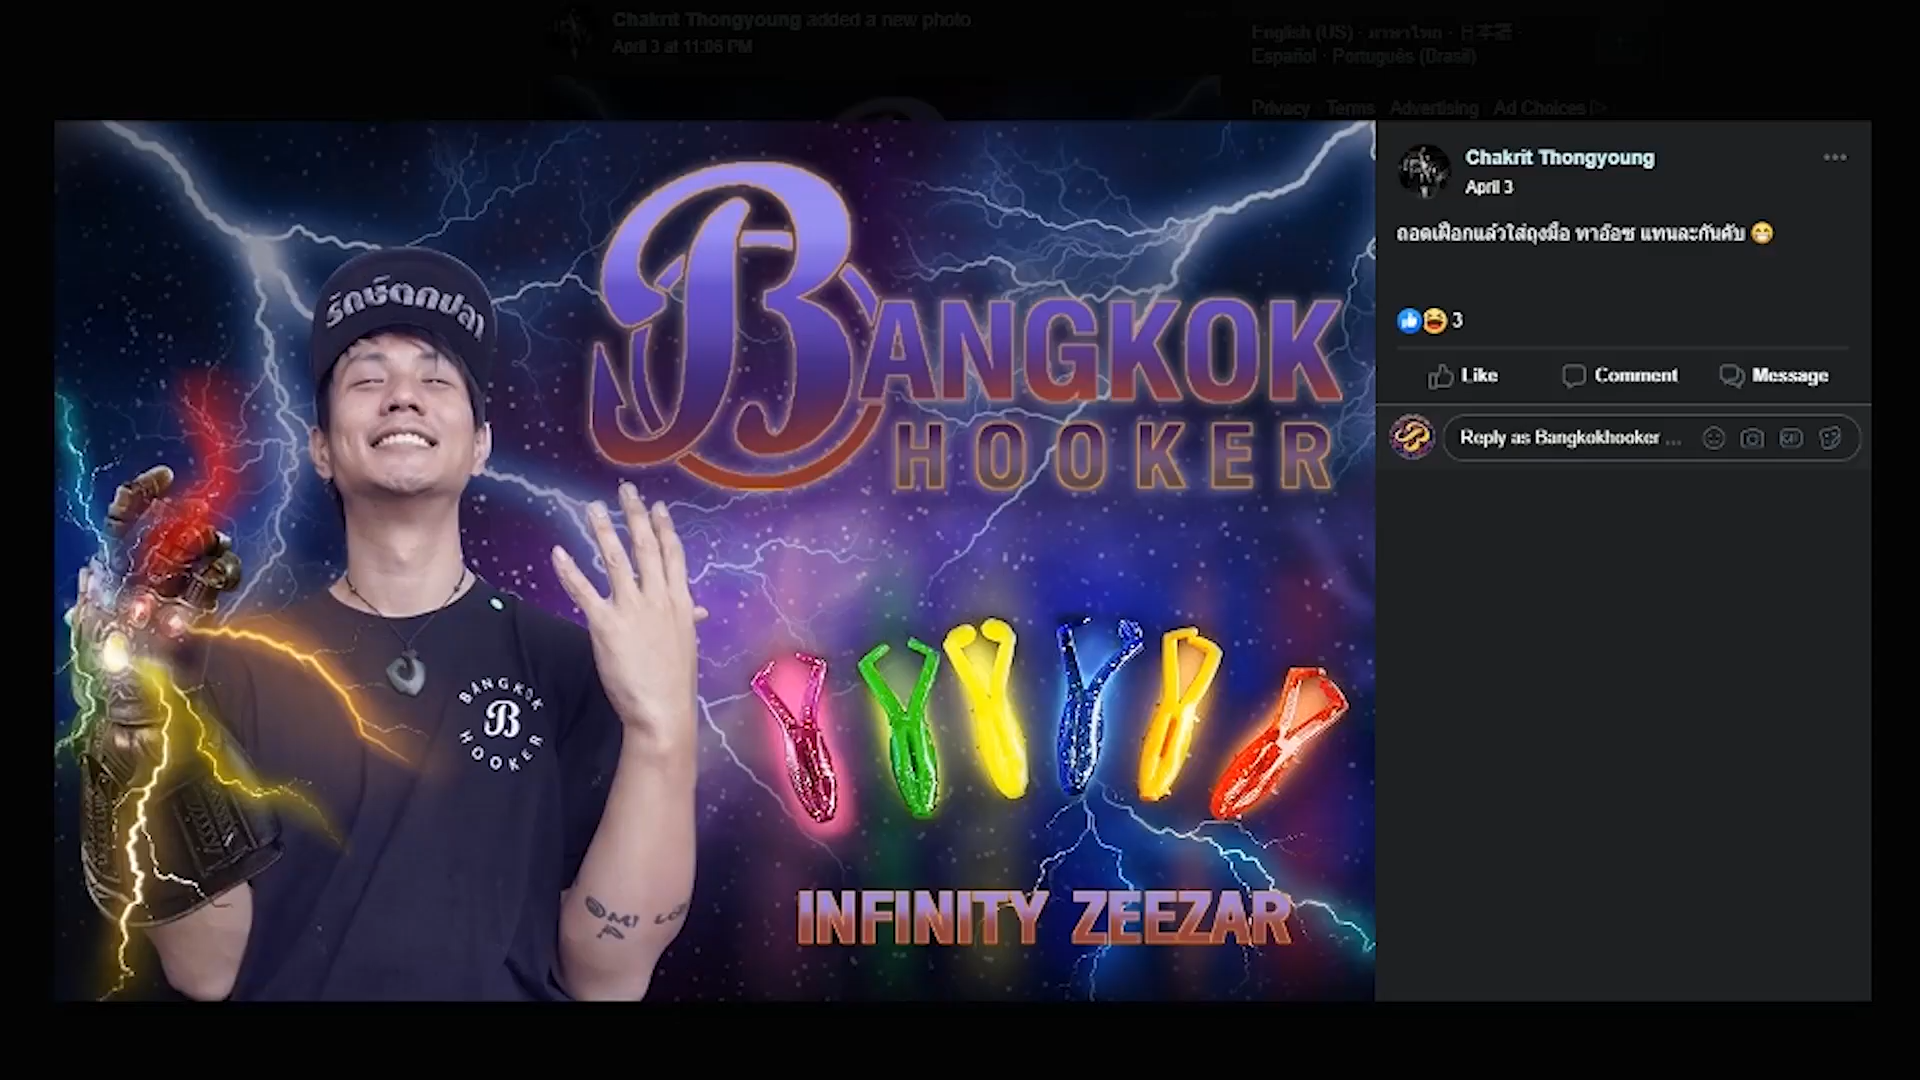 Chakrit Thongyoung added a new photo
April 3 at 11:06 PM
English (US) · ภาษาไทย · 日本語 ·
Español · Português (Brasil)
Privacy · Terms · Advertising · Ad Choices
Chakrit Thongyoung
April 3
ถอดเฝือกแล้วใส่ถุงมือ ทาอ๊อซ แทนละกันคับ 😁
3
Like
Comment
Message
Reply as Bangkokhooker ...
GIF
BANGKOK
HOOKER
รักษ์ตกปลา
BANGKOK
B
HOOKER
INFINITY ZEEZAR